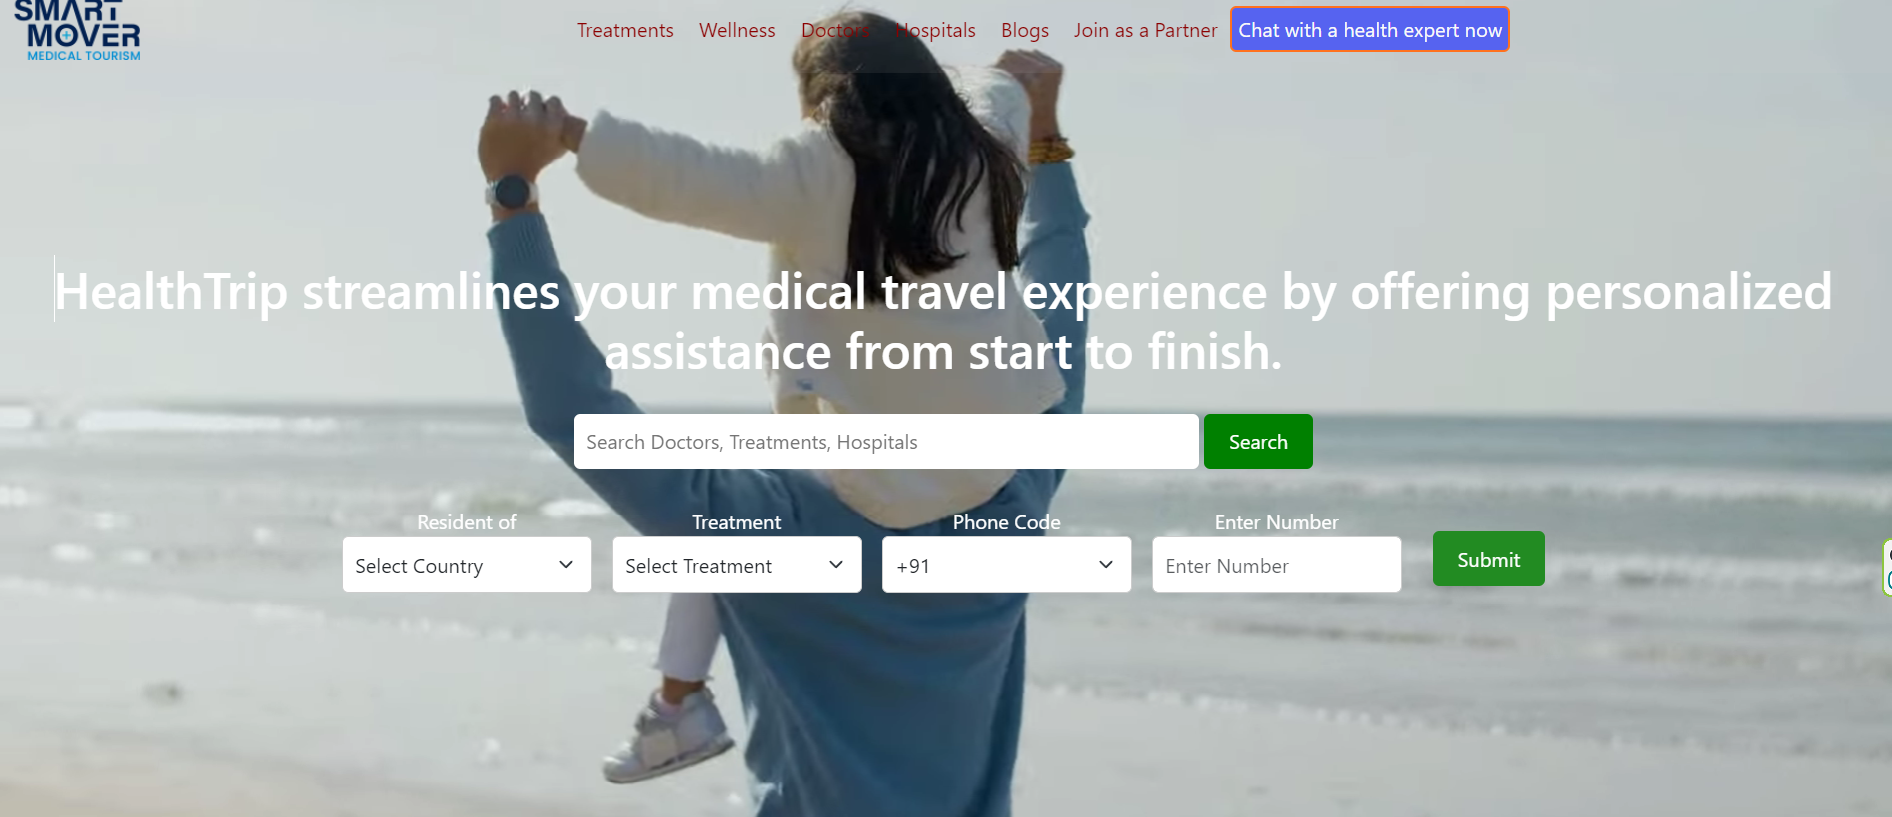 SMART
MOVER
MEDICAL TOURISM
Treatments Wellness Doctors Hospitals Blogs Join as a Partner Chat with a health expert now
HealthTrip streamlines your medical travel experience by offering personalized
assistance from start to finish.
Search Doctors, Treatments, Hospitals Search
Resident of Treatment Phone Code Enter Number
Select Country Select Treatment +91 Enter Number Submit